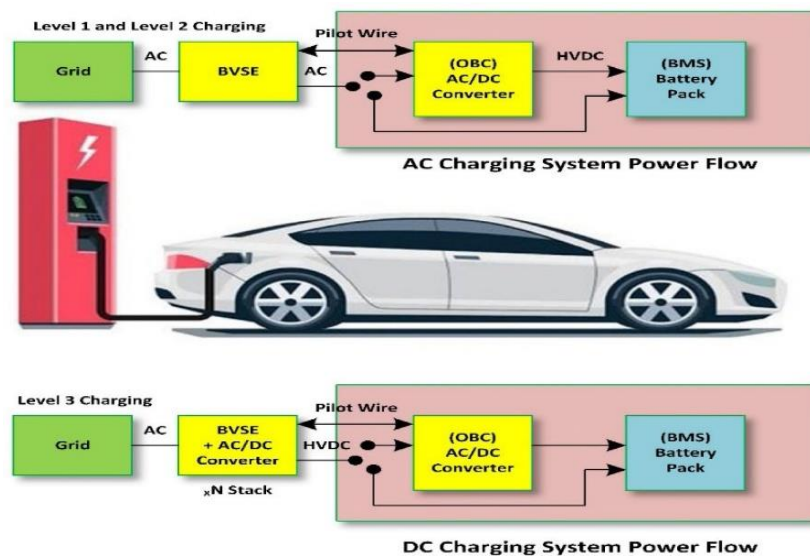 Level 1 and Level 2 Charging
Grid
AC
BVSE
Pilot Wire
AC
(OBC)
AC/DC
Converter
HVDC
(BMS)
Battery
Pack
AC Charging System Power Flow
Level 3 Charging
Grid
AC
BVSE
+ AC/DC
Converter
xN Stack
Pilot Wire
HVDC
(OBC)
AC/DC
Converter
(BMS)
Battery
Pack
DC Charging System Power Flow